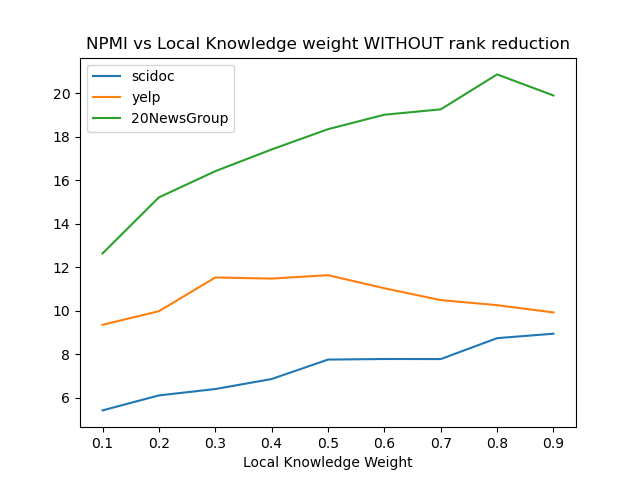 NPMI vs Local Knowledge weight WITHOUT rank reduction
scidoc
yelp
20NewsGroup
20
18
16
14
12
10
8
6
0.1 0.2 0.3 0.4 0.5 0.6 0.7 0.8 0.9
Local Knowledge Weight